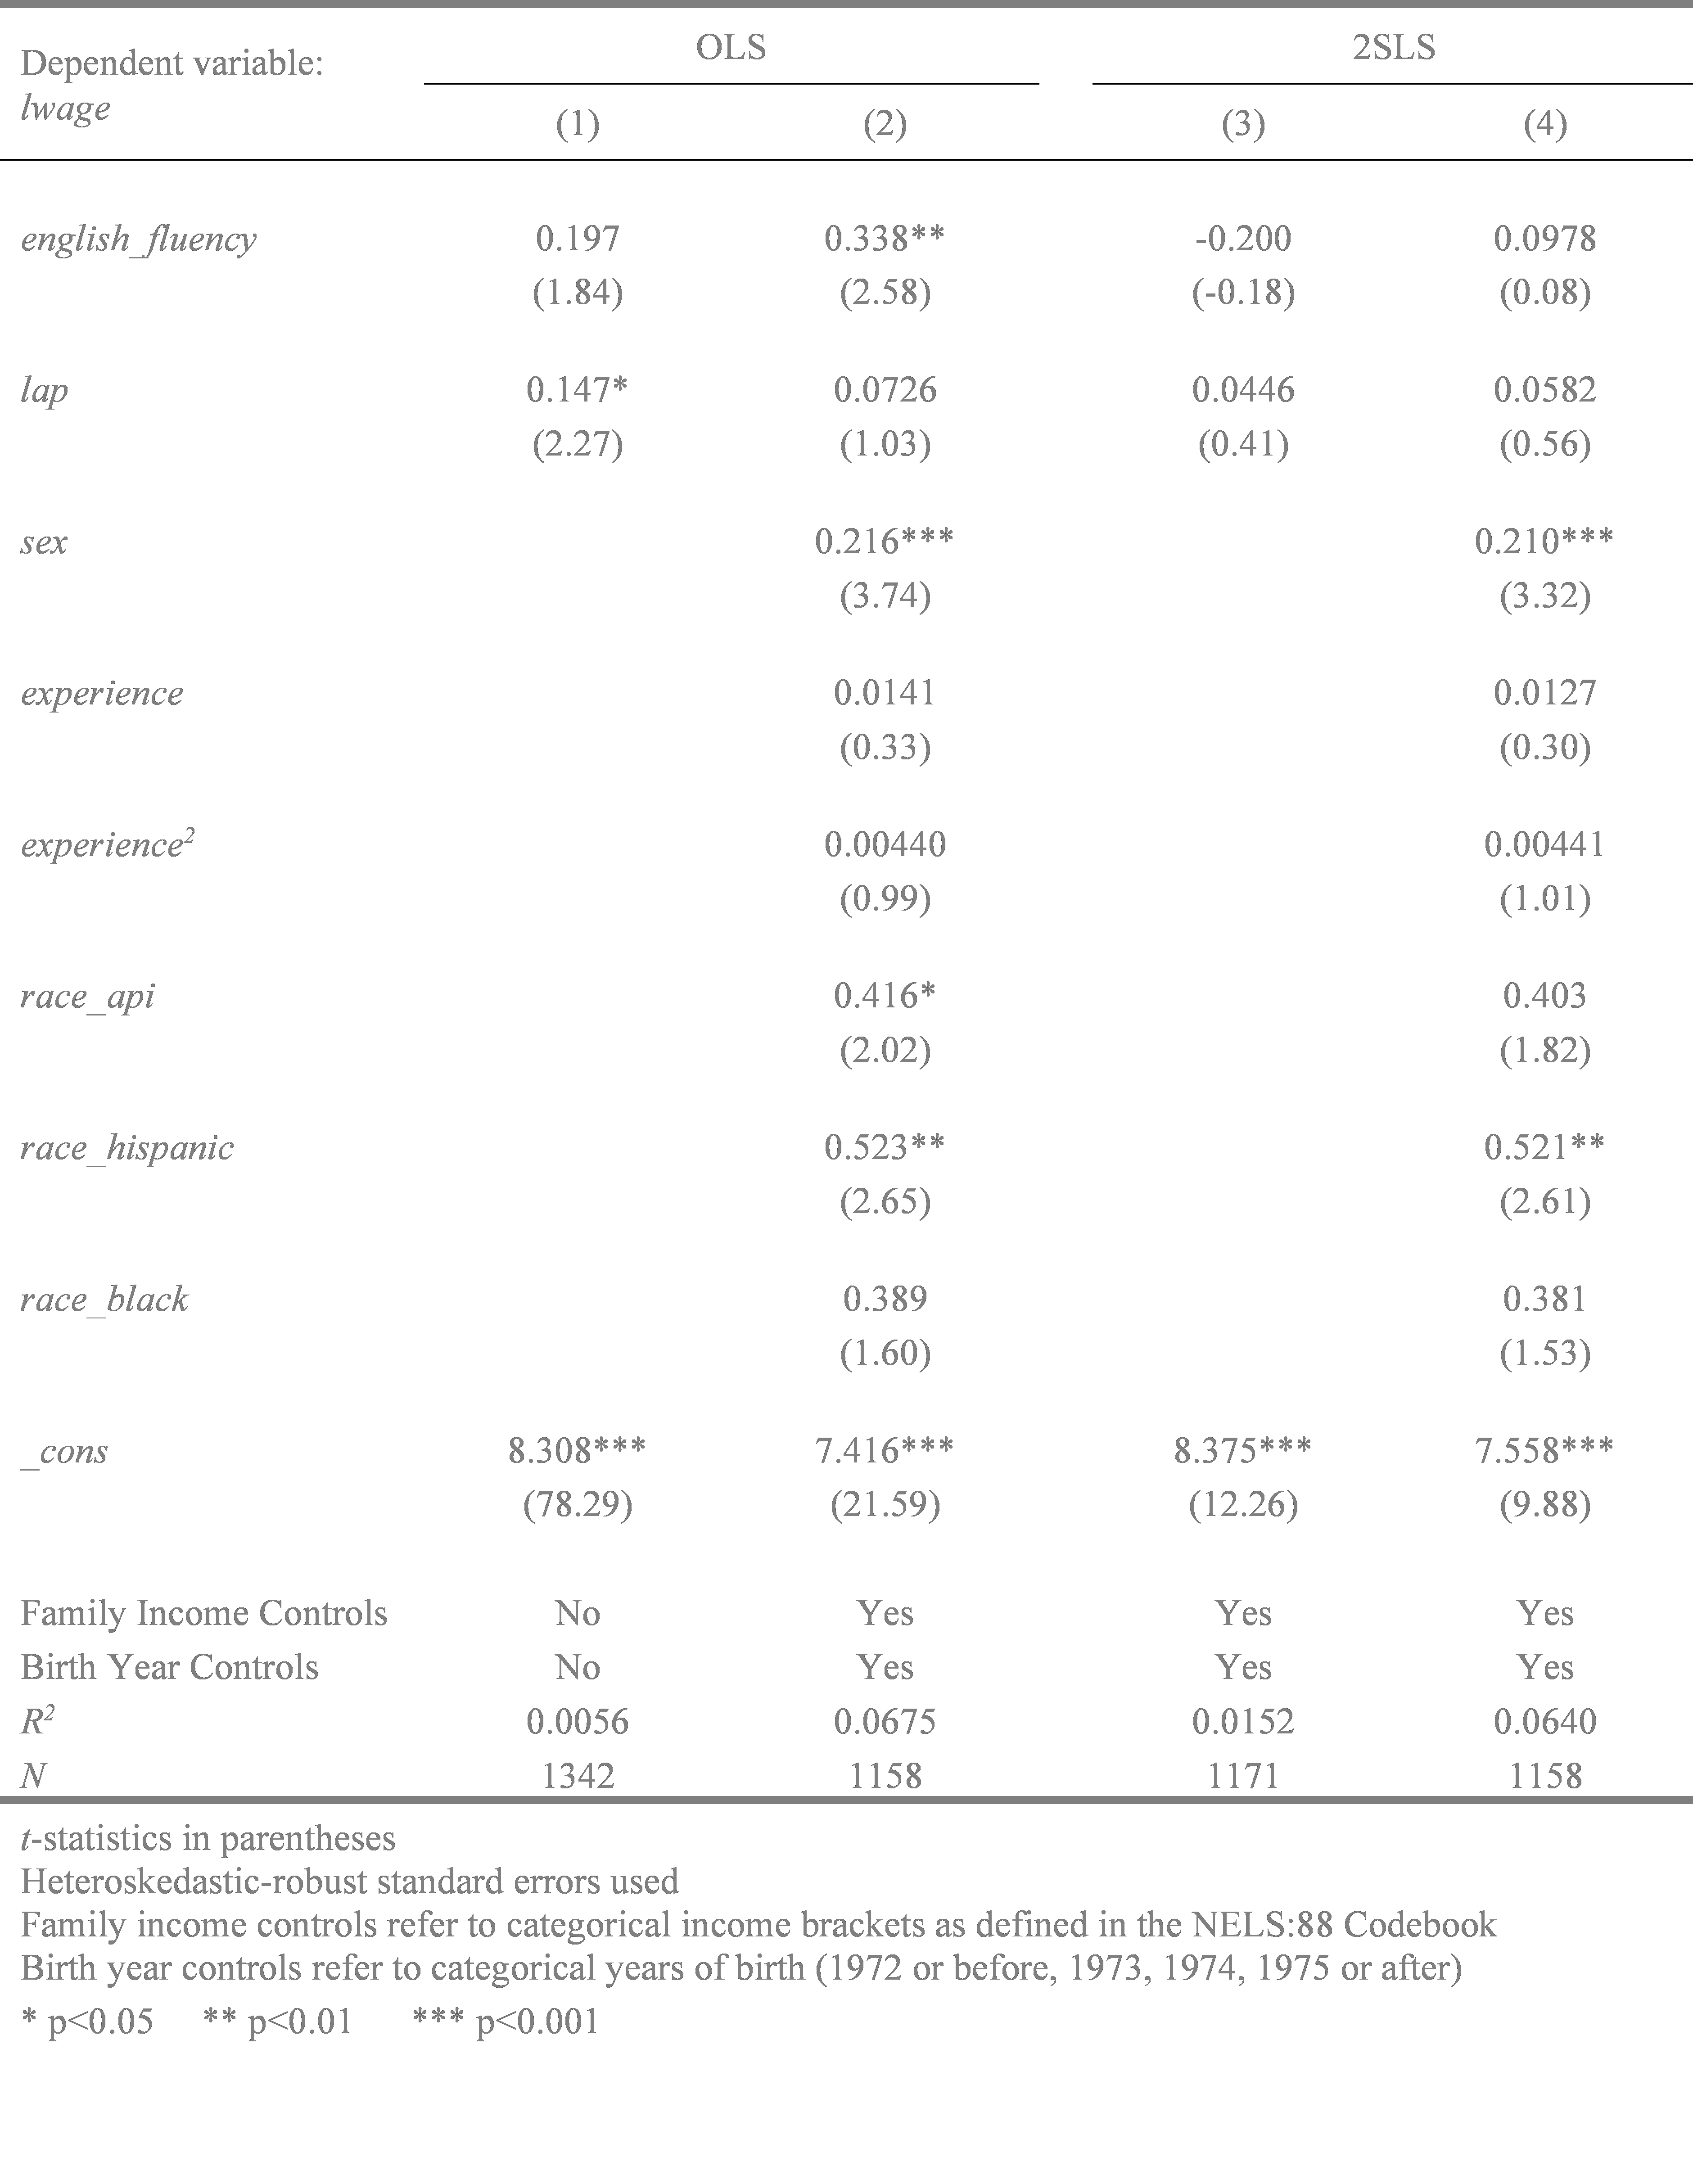 OLS 2SLS
Dependent variable:
lwage
(1) (2) (3) (4)
english_fluency 0.197 0.338** -0.200 0.0978
(1.84) (2.58) (-0.18) (0.08)
lap 0.147* 0.0726 0.0446 0.0582
(2.27) (1.03) (0.41) (0.56)
sex 0.216*** 0.210***
(3.74) (3.32)
experience 0.0141 0.0127
(0.33) (0.30)
experience² 0.00440 0.00441
(0.99) (1.01)
race_api 0.416* 0.403
(2.02) (1.82)
race_hispanic 0.523** 0.521**
(2.65) (2.61)
race_black 0.389 0.381
(1.60) (1.53)
_cons 8.308*** 7.416*** 8.375*** 7.558***
(78.29) (21.59) (12.26) (9.88)
Family Income Controls No Yes Yes Yes
Birth Year Controls No Yes Yes Yes
R² 0.0056 0.0675 0.0152 0.0640
N 1342 1158 1171 1158
t-statistics in parentheses
Heteroskedastic-robust standard errors used
Family income controls refer to categorical income brackets as defined in the NELS:88 Codebook
Birth year controls refer to categorical years of birth (1972 or before, 1973, 1974, 1975 or after)
* p<0.05 ** p<0.01 *** p<0.001